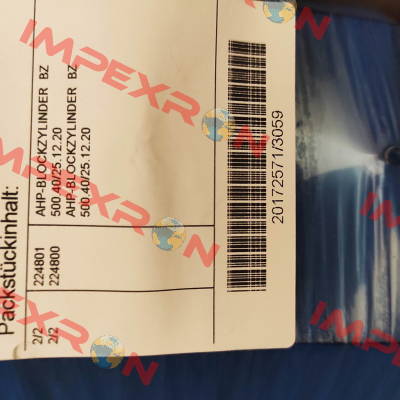 Packstückinhalt:
2/2 224801 AHP-BLOCKZYLINDER BZ
500.40/25.12.20
2/2 224800 AHP-BLOCKZYLINDER BZ
500.40/25.12.20
20172571/3059
IMPEXRON
IMPEXRON
IMPEXRON
IMPEXRON